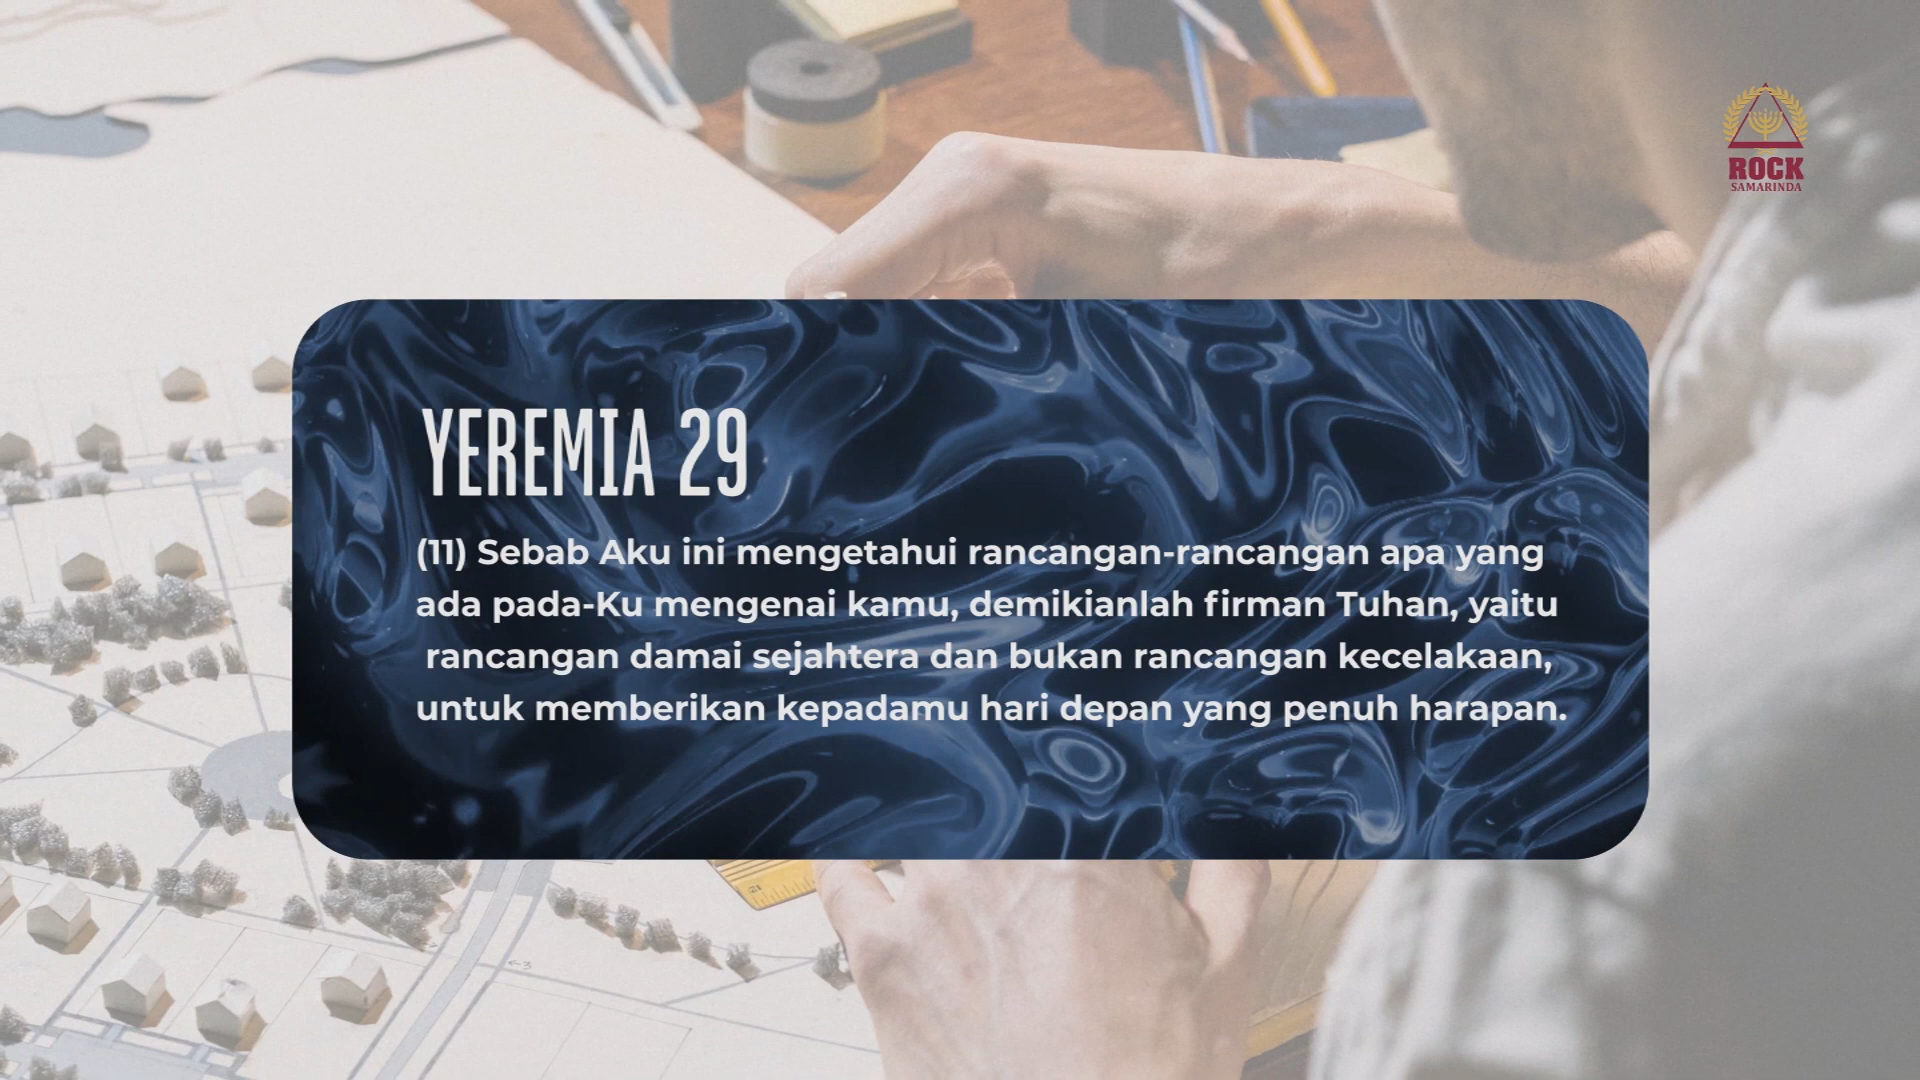 ROCK
SAMARINDA
YEREMIA 29
(11) Sebab Aku ini mengetahui rancangan-rancangan apa yang
ada pada-Ku mengenai kamu, demikianlah firman Tuhan, yaitu
rancangan damai sejahtera dan bukan rancangan kecelakaan,
untuk memberikan kepadamu hari depan yang penuh harapan.
12